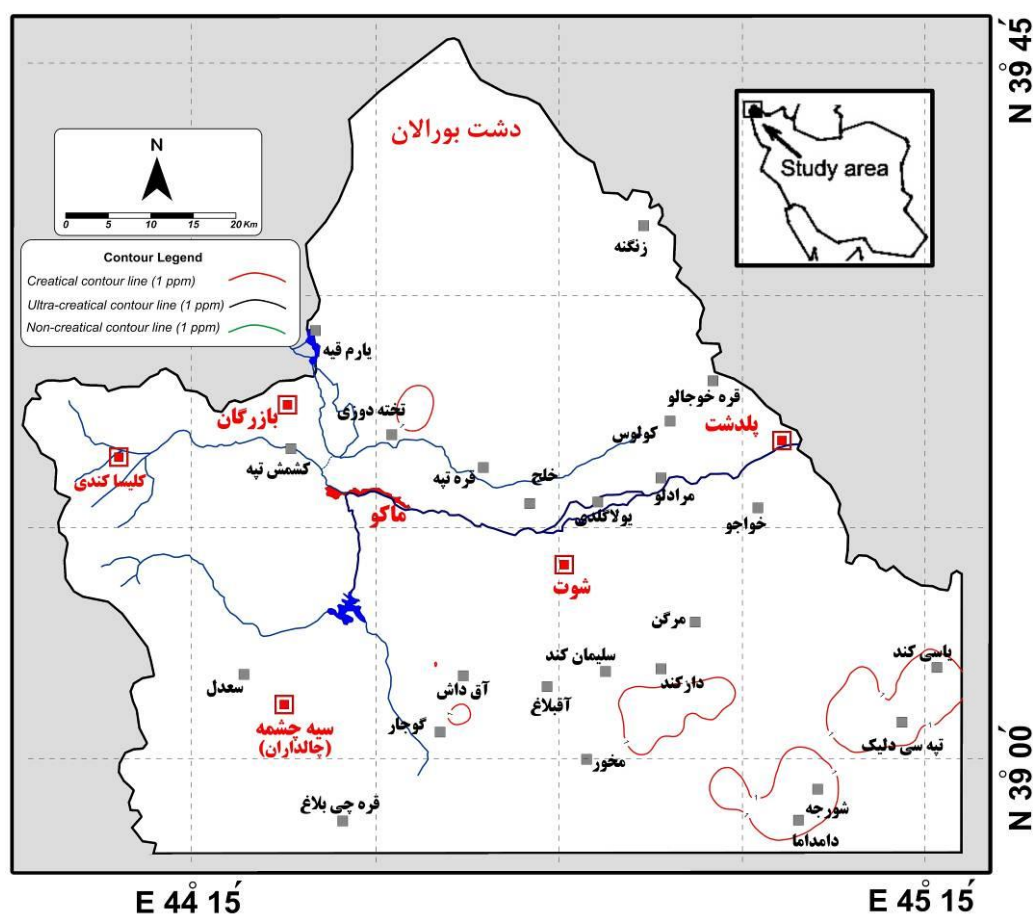 N 39° 45′
دشت بورالان
N
0 5 10 15 20 Km
Study area
Contour Legend
Creatical contour line (1 ppm)
Ultra-creatical contour line (1 ppm)
Non-creatical contour line (1 ppm)
زنگنه
یارم قیه
قره خوجالو
بازرگان
تخته دوزی
کولوس
پلدشت
کلیسا کندی
کشمش تپه
قره تپه
خلج
مرادلو
ماکو
یولاگلدی
خواجو
شوت
مرگن
سعدل
آق داش
سلیمان کند
دارکند
یاسی کند
آقبلاغ
سیه چشمه
(چالداران)
گوجار
تپه سی دلیک
مخور
شورجه
قره چی بلاغ
دامداما
N 39° 00′
E 44° 15′
E 45° 15′